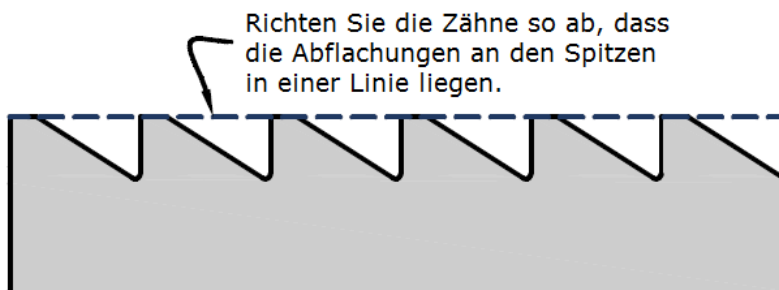 Richten Sie die Zähne so ab, dass
die Abflachungen an den Spitzen
in einer Linie liegen.